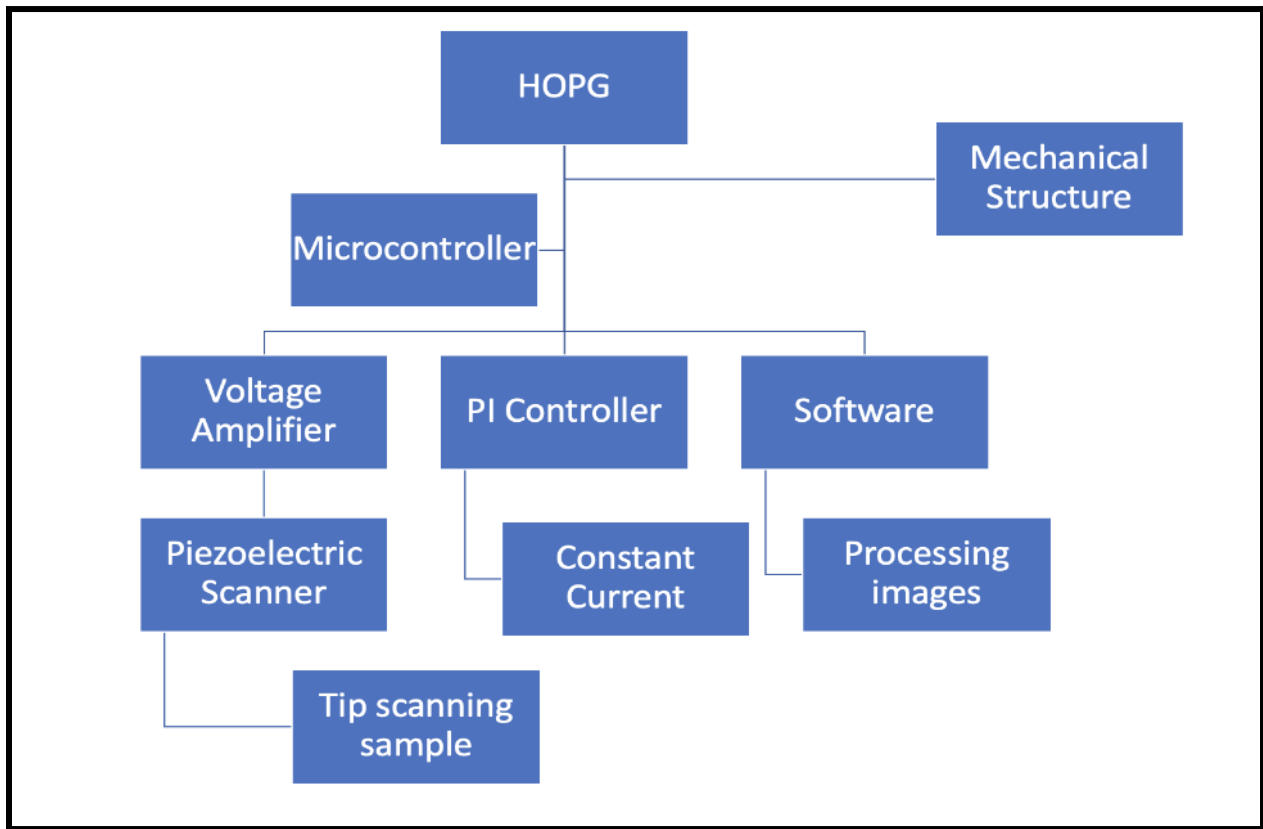 HOPG
Mechanical
Structure
Microcontroller
Voltage
Amplifier
PI Controller
Software
Piezoelectric
Scanner
Constant
Current
Processing
images
Tip scanning
sample